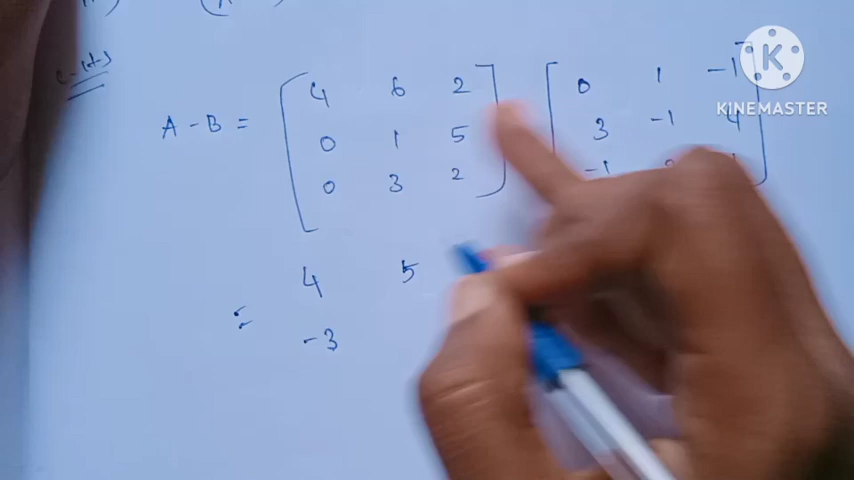 A - B =
4 6 2 0 1 -1
0 1 5 3 -1 4
0 3 2 -1
= 4 5
-3
KINEMASTER